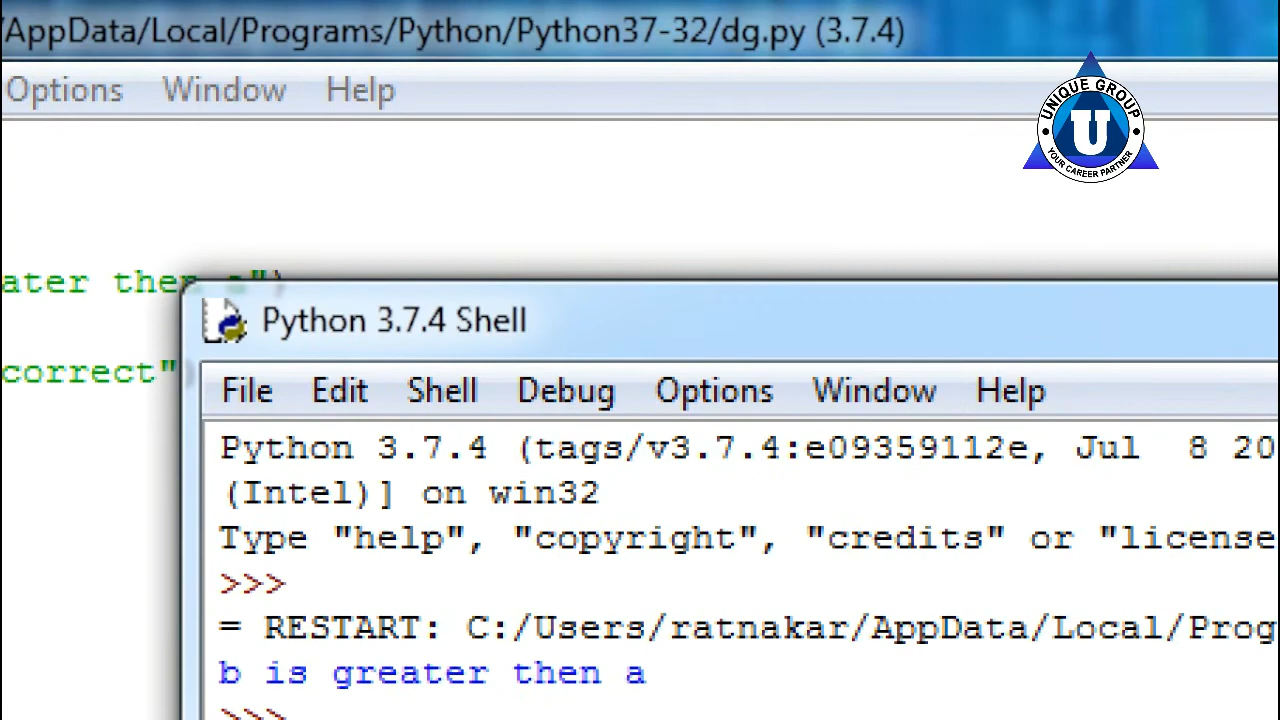 /AppData/Local/Programs/Python/Python37-32/dg.py (3.7.4)
Options Window Help
UNIQUE GROUP
U
YOUR CAREER PARTNER
ater then a")
correct")
Python 3.7.4 Shell
File Edit Shell Debug Options Window Help
Python 3.7.4 (tags/v3.7.4:e09359112e, Jul 8 20
(Intel)] on win32
Type "help", "copyright", "credits" or "license
>>>
= RESTART: C:/Users/ratnakar/AppData/Local/Prog
b is greater then a
>>>